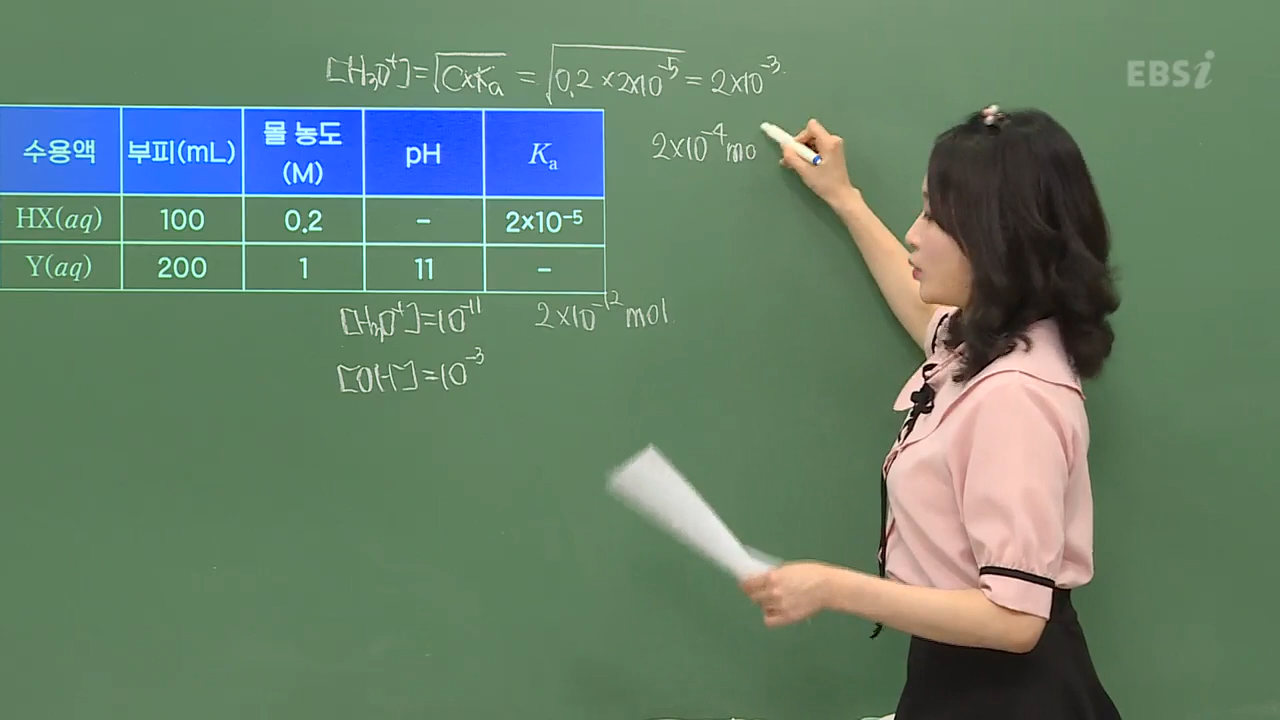 EBSi
[H₃O⁺]=√C×Ka = √0.2×2×10⁻⁵ = 2×10⁻³
2×10⁻⁴mo
수용액 부피(mL) 몰 농도 (M) pH Ka
HX(aq) 100 0.2 – 2×10⁻⁵
Y(aq) 200 1 11 –
[H₃O⁺]=10⁻¹¹ 2×10⁻¹² mol
[OH⁻]=10⁻³